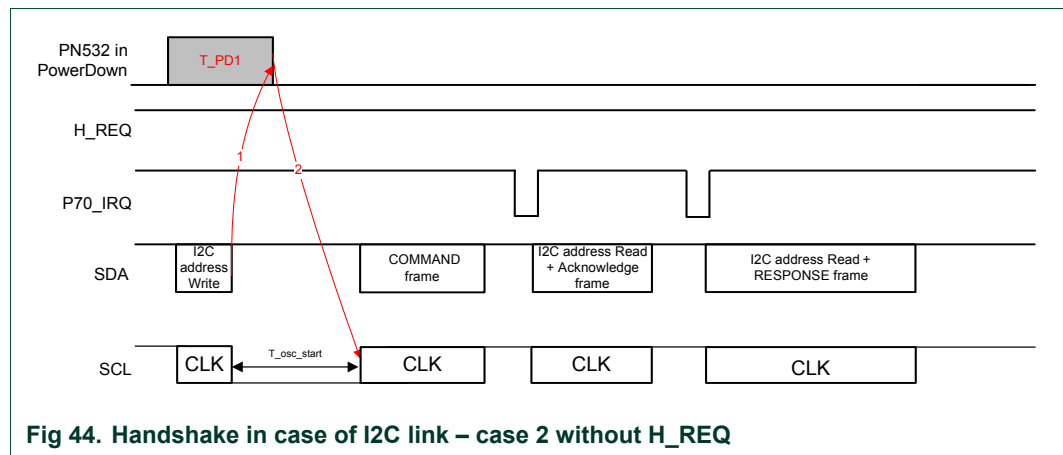 PN532 in
PowerDown
T_PD1
H_REQ
1
2
P70_IRQ
SDA
I2C
address
Write
COMMAND
frame
I2C address Read
+ Acknowledge
frame
I2C address Read +
RESPONSE frame
SCL
CLK
T_osc_start
CLK
CLK
CLK
Fig 44. Handshake in case of I2C link – case 2 without H_REQ